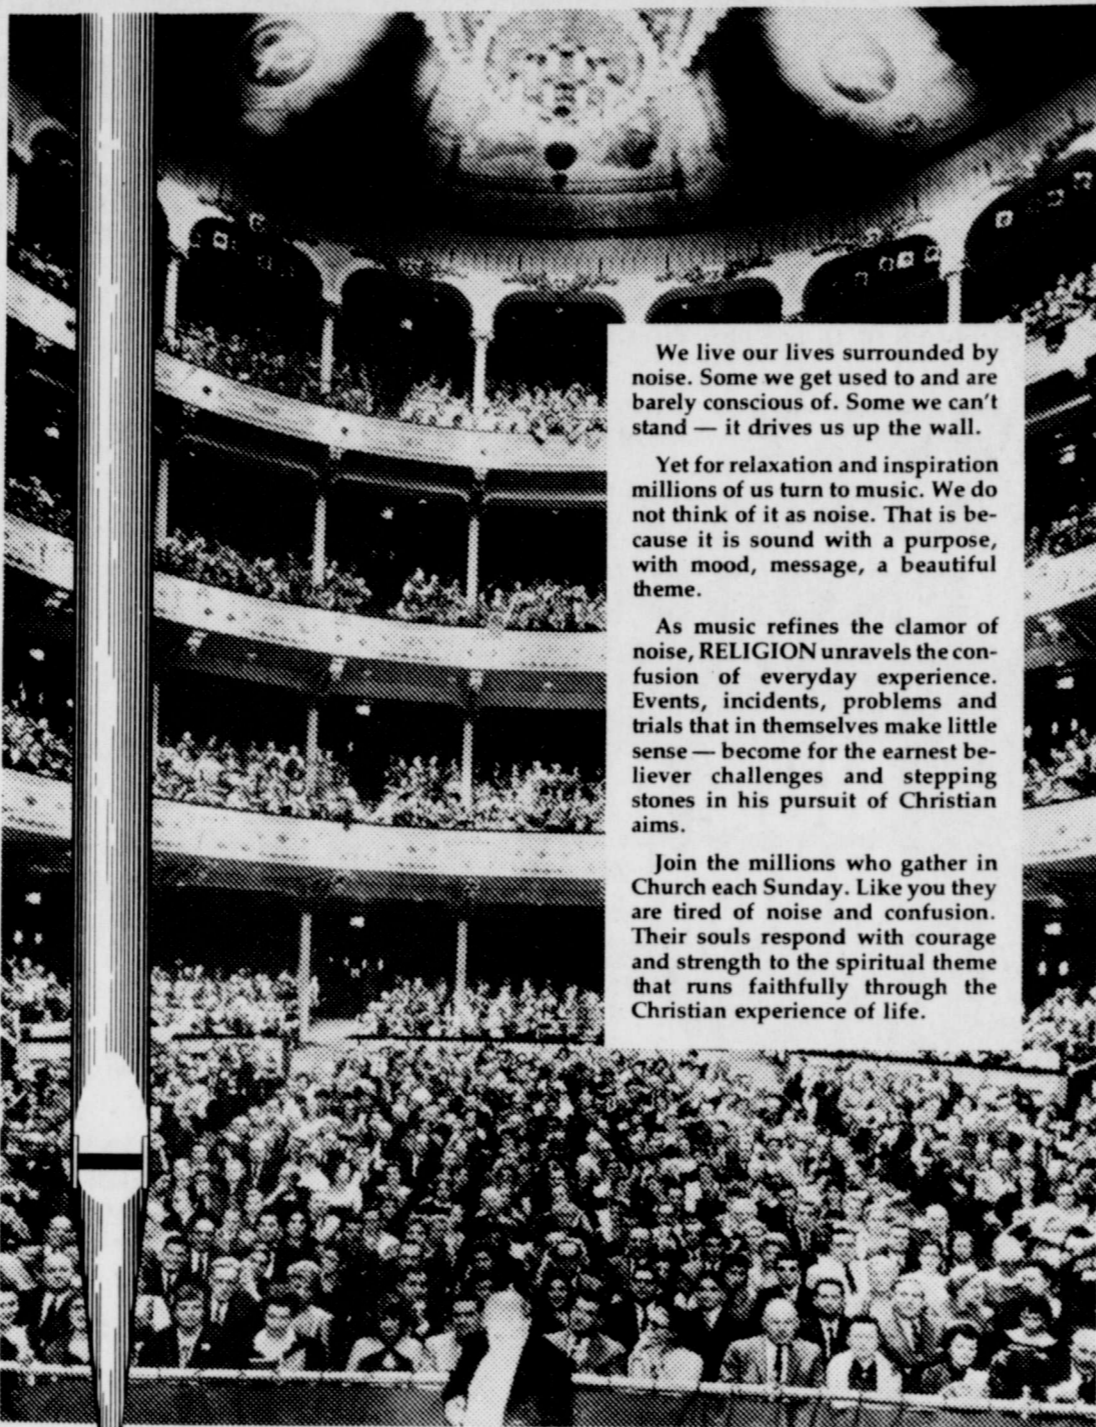 We live our lives surrounded by
noise. Some we get used to and are
barely conscious of. Some we can't
stand — it drives us up the wall.
Yet for relaxation and inspiration
millions of us turn to music. We do
not think of it as noise. That is be-
cause it is sound with a purpose,
with mood, message, a beautiful
theme.
As music refines the clamor of
noise, RELIGION unravels the con-
fusion of everyday experience.
Events, incidents, problems and
trials that in themselves make little
sense — become for the earnest be-
liever challenges and stepping
stones in his pursuit of Christian
aims.
Join the millions who gather in
Church each Sunday. Like you they
are tired of noise and confusion.
Their souls respond with courage
and strength to the spiritual theme
that runs faithfully through the
Christian experience of life.